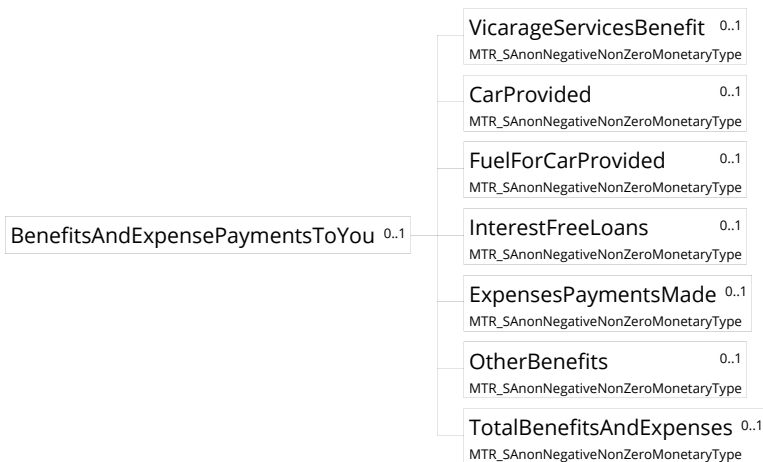 VicarageServicesBenefit 0..1
MTR_SAnonNegativeNonZeroMonetaryType
CarProvided 0..1
MTR_SAnonNegativeNonZeroMonetaryType
FuelForCarProvided 0..1
MTR_SAnonNegativeNonZeroMonetaryType
BenefitsAndExpensePaymentsToYou 0..1
InterestFreeLoans 0..1
MTR_SAnonNegativeNonZeroMonetaryType
ExpensesPaymentsMade 0..1
MTR_SAnonNegativeNonZeroMonetaryType
OtherBenefits 0..1
MTR_SAnonNegativeNonZeroMonetaryType
TotalBenefitsAndExpenses 0..1
MTR_SAnonNegativeNonZeroMonetaryType